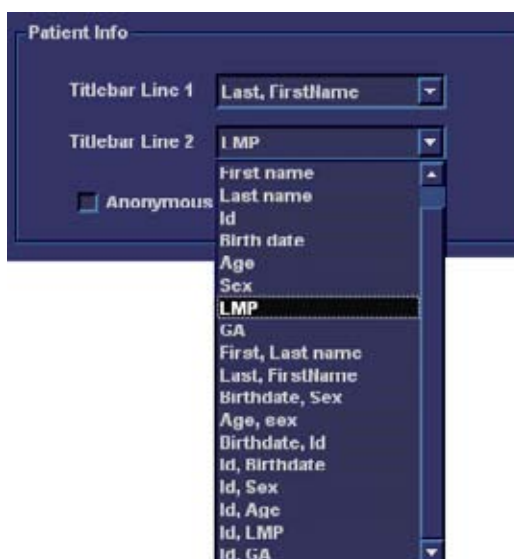 Patient Info
Titlebar Line 1 Last, FirstName
Titlebar Line 2 LMP
First name
Anonymous Last name
Id
Birth date
Age
Sex
LMP
GA
First, Last name
Last, FirstName
Birthdate, Sex
Age, sex
Birthdate, Id
Id, Birthdate
Id, Sex
Id, Age
Id, LMP
Id, GA